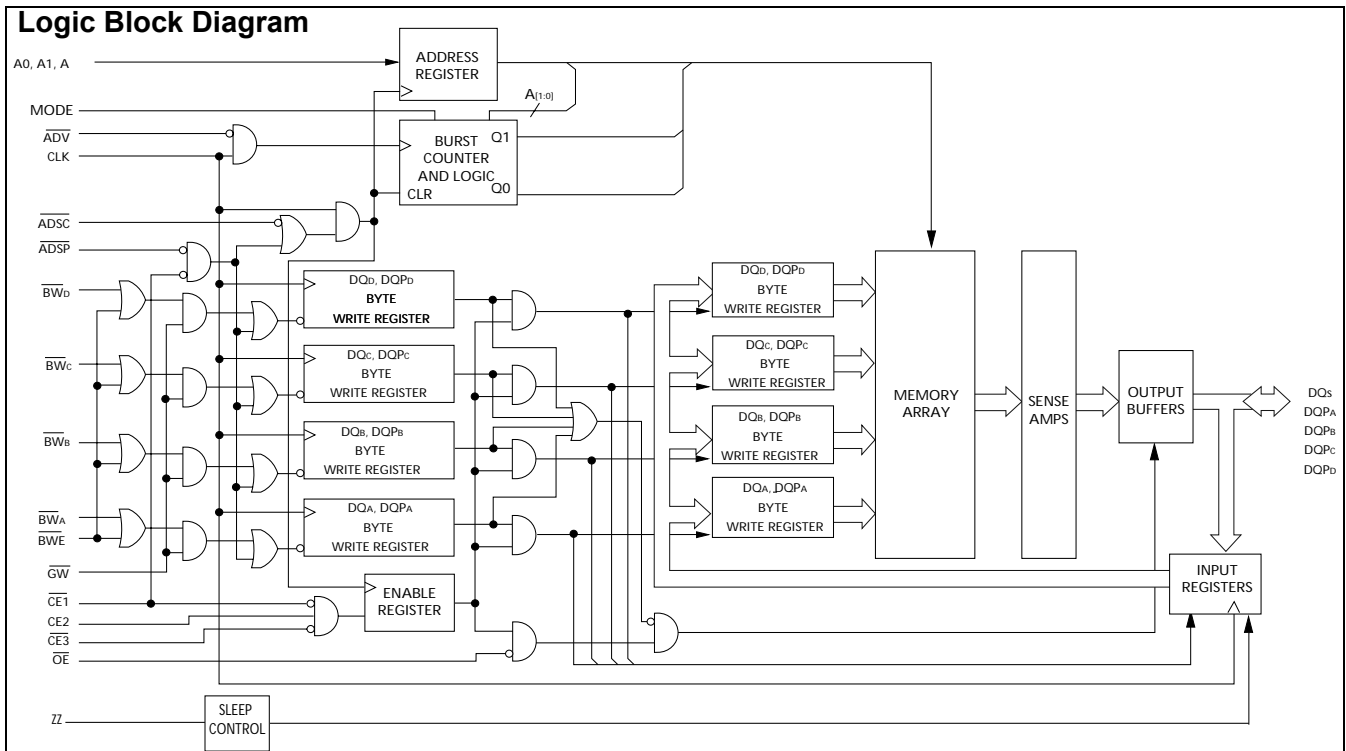 Logic Block Diagram
A0, A1, A
ADDRESS
REGISTER
A[1:0]
MODE
ADV
CLK
BURST
COUNTER
AND LOGIC
CLR
Q1
Q0
ADSC
ADSP
BWD
BWC
BWB
BWA
BWE
GW
CE1
CE2
CE3
OE
ZZ
SLEEP
CONTROL
DQD, DQPD
BYTE
WRITE REGISTER
DQC, DQPC
BYTE
WRITE REGISTER
DQB, DQPB
BYTE
WRITE REGISTER
DQA, DQPA
BYTE
WRITE REGISTER
ENABLE
REGISTER
DQD, DQPD
BYTE
WRITE REGISTER
DQC, DQPC
BYTE
WRITE REGISTER
DQB, DQPB
BYTE
WRITE REGISTER
DQA, DQPA
BYTE
WRITE REGISTER
MEMORY
ARRAY
SENSE
AMPS
OUTPUT
BUFFERS
INPUT
REGISTERS
DQs
DQPA
DQPB
DQPC
DQPD